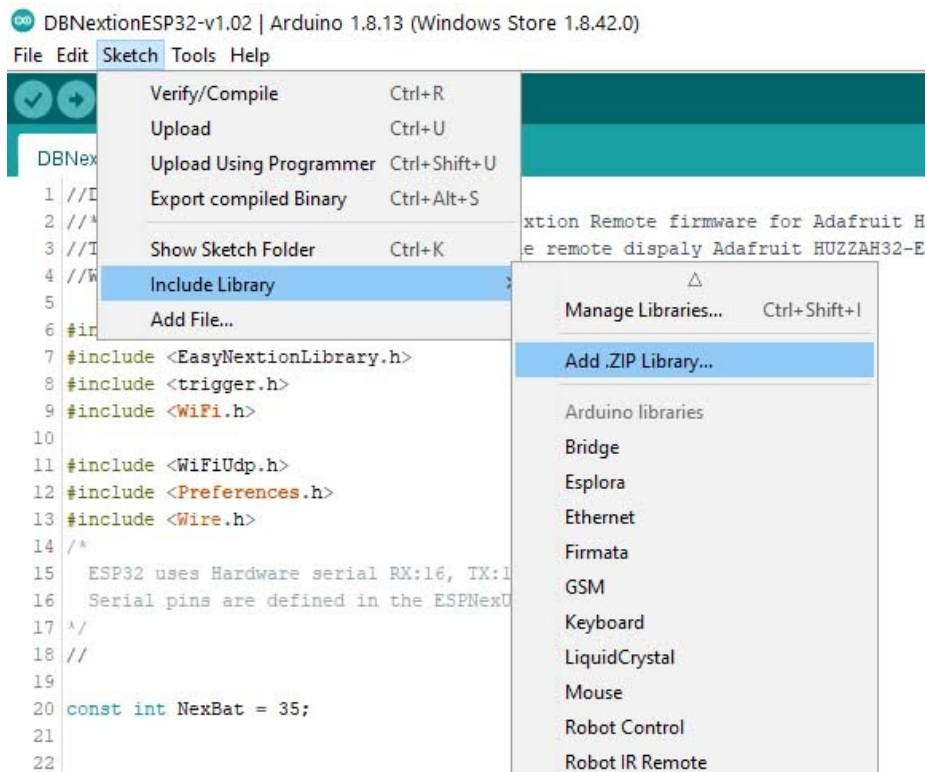 DBNextionESP32-v1.02 | Arduino 1.8.13 (Windows Store 1.8.42.0)
File Edit Sketch Tools Help
Verify/Compile Ctrl+R
Upload Ctrl+U
Upload Using Programmer Ctrl+Shift+U
Export compiled Binary Ctrl+Alt+S
Show Sketch Folder Ctrl+K
Include Library
Add File...
Manage Libraries... Ctrl+Shift+I
Add .ZIP Library...
Arduino libraries
Bridge
Esplora
Ethernet
Firmata
GSM
Keyboard
LiquidCrystal
Mouse
Robot Control
Robot IR Remote
DBNex
1 //D
2 //* xtion Remote firmware for Adafruit H
3 //T e remote dispaly Adafruit HUZZAH32-E
4 //W
5
6 #in
7 #include <EasyNextionLibrary.h>
8 #include <trigger.h>
9 #include <WiFi.h>
10
11 #include <WiFiUdp.h>
12 #include <Preferences.h>
13 #include <Wire.h>
14 /*
15 ESP32 uses Hardware serial RX:16, TX:1
16 Serial pins are defined in the ESPNexU
17 */
18 //
19
20 const int NexBat = 35;
21
22